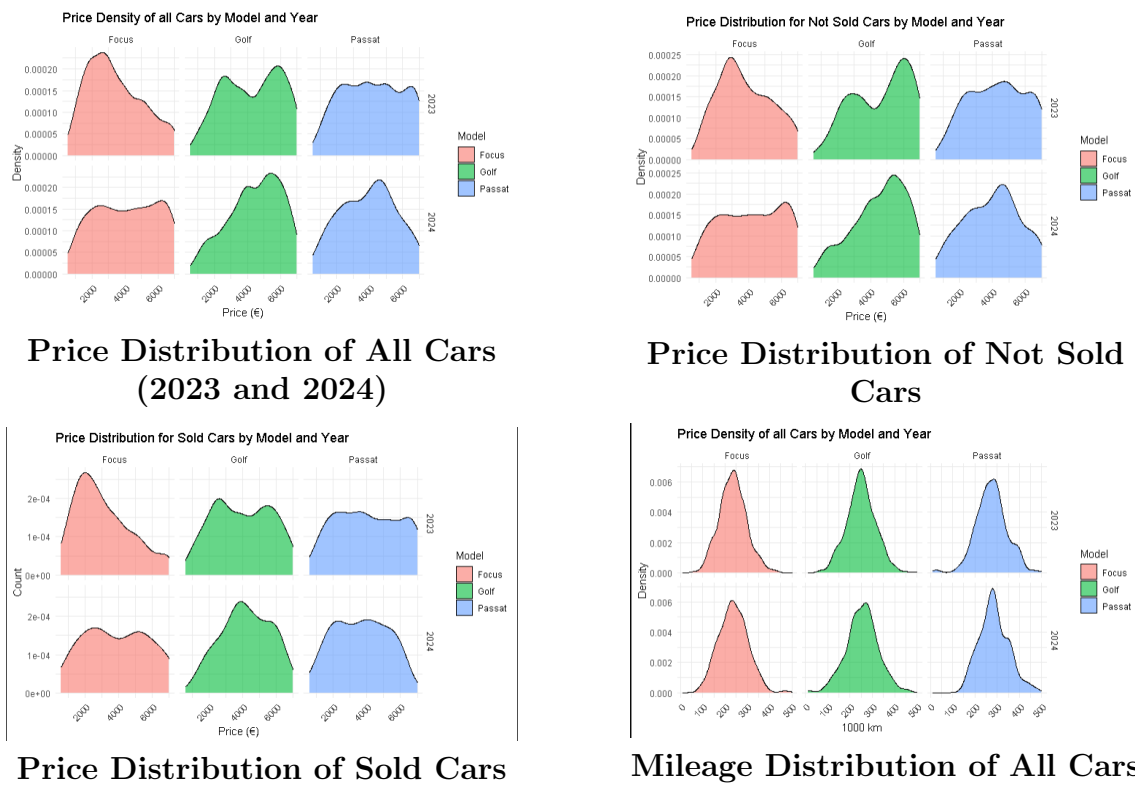 Price Density of all Cars by Model and Year
Focus Golf Passat
0.00020
0.00015
0.00010
0.00005
0.00000
2023
0.00020
0.00015
0.00010
0.00005
0.00000
2024
Density
2000 4000 6000 2000 4000 6000 2000 4000 6000
Price (€)
Model
Focus
Golf
Passat
Price Distribution of All Cars
(2023 and 2024)
Price Distribution for Not Sold Cars by Model and Year
Focus Golf Passat
0.00025
0.00020
0.00015
0.00010
0.00005
0.00000
2023
0.00025
0.00020
0.00015
0.00010
0.00005
0.00000
2024
Density
2000 4000 6000 2000 4000 6000 2000 4000 6000
Price (€)
Model
Focus
Golf
Passat
Price Distribution of Not Sold
Cars
Price Distribution for Sold Cars by Model and Year
Focus Golf Passat
2e-04
1e-04
0e+00
2023
2e-04
1e-04
0e+00
2024
Count
2000 4000 6000 2000 4000 6000 2000 4000 6000
Price (€)
Model
Focus
Golf
Passat
Price Distribution of Sold Cars
Price Density of all Cars by Model and Year
Focus Golf Passat
0.006
0.004
0.002
0.000
2023
0.006
0.004
0.002
0.000
2024
Density
0 100 200 300 400 500 0 100 200 300 400 500 0 100 200 300 400 500
1000 km
Model
Focus
Golf
Passat
Mileage Distribution of All Cars